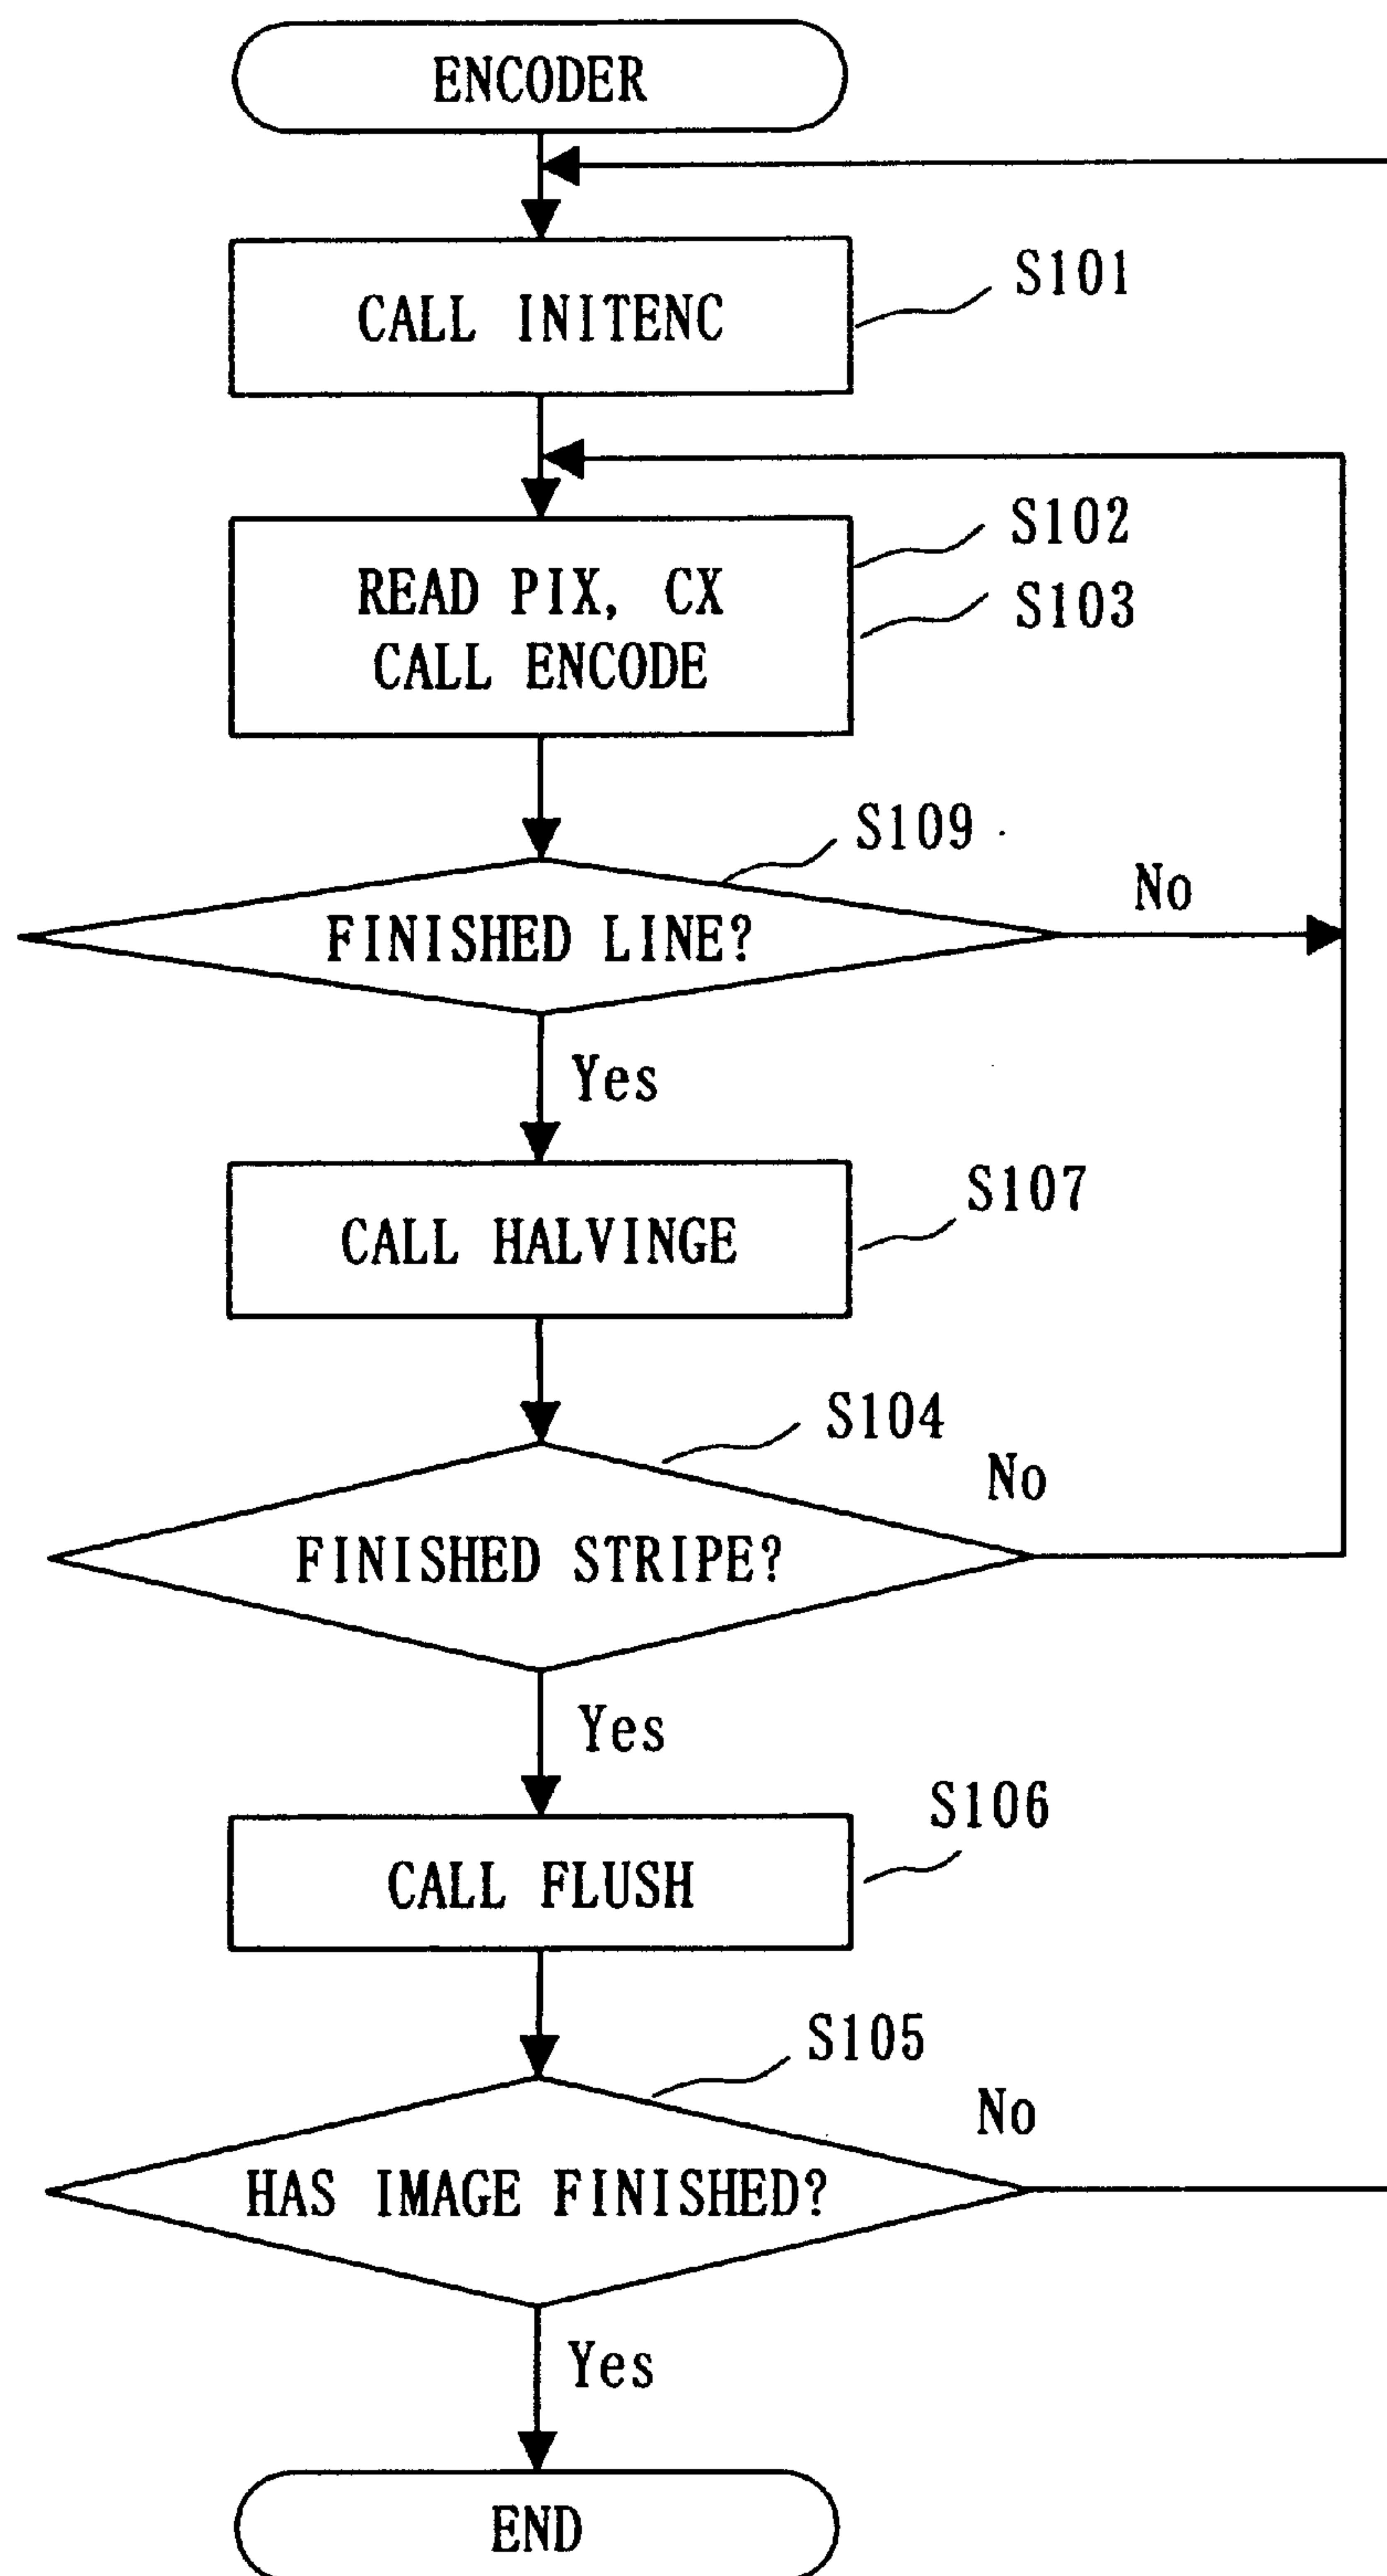 ENCODER
CALL INITENC
S101
READ PIX, CX
CALL ENCODE
S102
S103
S109
FINISHED LINE?
No
Yes
CALL HALVINGE
S107
S104
FINISHED STRIPE?
No
Yes
CALL FLUSH
S106
S105
HAS IMAGE FINISHED?
No
Yes
END